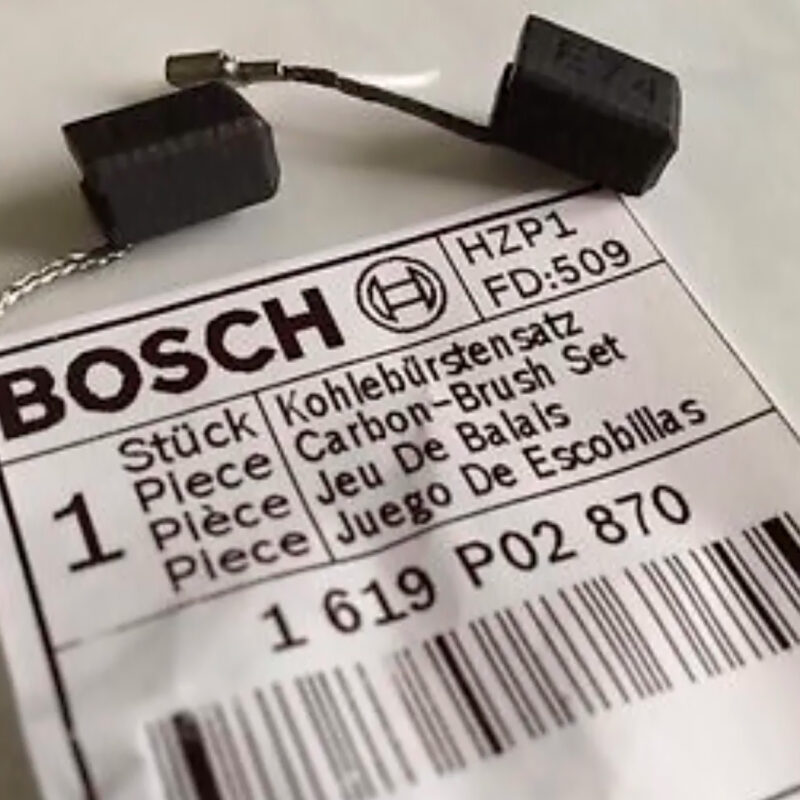 E74
BOSCH
HZP1
FD:509
1
Stück
Piece
Pièce
Piece
Kohlebürstensatz
Carbon-Brush Set
Jeu De Balais
Juego De Escobillas
1 619 P02 870